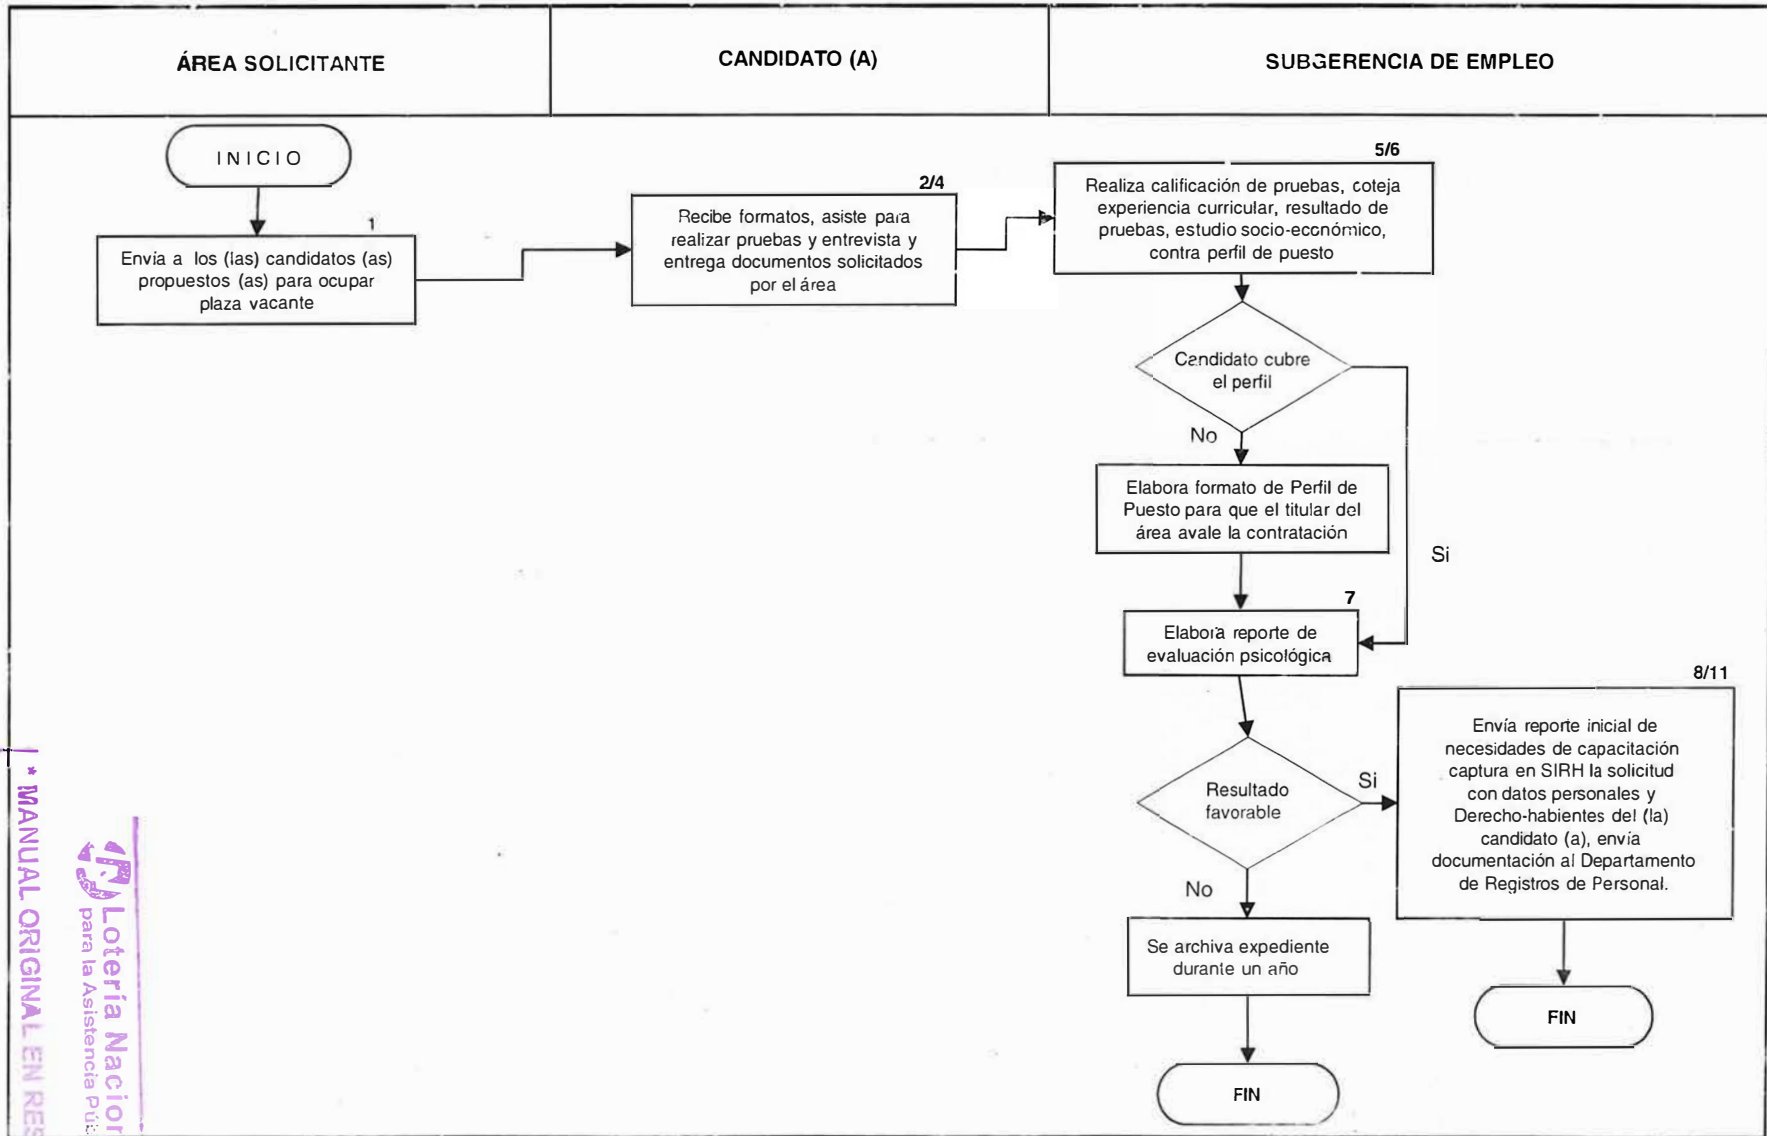 ÁREA SOLICITANTE
CANDIDATO (A)
SUBGERENCIA DE EMPLEO
INICIO
1
Envía a los (las) candidatos (as)
propuestos (as) para ocupar
plaza vacante
2/4
Recibe formatos, asiste para
realizar pruebas y entrevista y
entrega documentos solicitados
por el área
5/6
Realiza calificación de pruebas, coteja
experiencia curricular, resultado de
pruebas, estudio socio-económico,
contra perfil de puesto
Candidato cubre
el perfil
No
Si
Elabora formato de Perfil de
Puesto para que el titular del
área avale la contratación
7
Elabora reporte de
evaluación psicológica
Resultado
favorable
Si
No
8/11
Envía reporte inicial de
necesidades de capacitación
captura en SIRH la solicitud
con datos personales y
Derecho-habientes del (la)
candidato (a), envía
documentación al Departamento
de Registros de Personal.
Se archiva expediente
durante un año
FIN
FIN
Lotería Nacion
para la Asistencia Púb
* MANUAL ORIGINAL EN RES